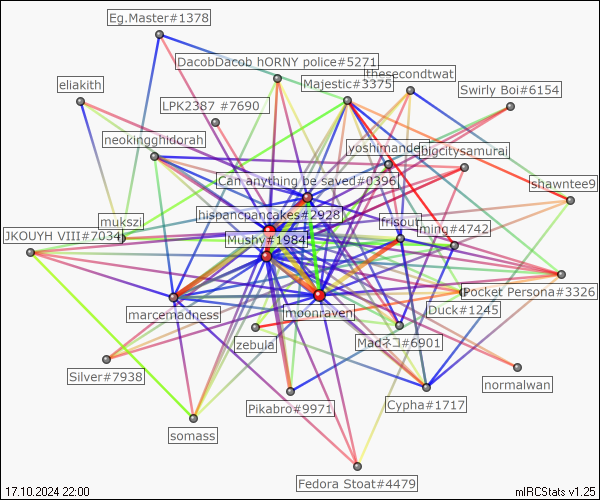 Eg.Master#1378
DacobDacob hORNY police#5271
thesecondtwat
eliakith
Majestic#3375
Swirly Boi#6154
LPK2387 #7690
neokingghidorah
yoshimander
bigcitysamurai
Can anything be saved#0396
shawntee9
hispancpancakes#2928
mukszi
frisout
ming#4742
JKOUYH VIII#7034
Mushy#1984
Pocket Persona#3326
marcemadness
moonraven
Duck#1245
zebula
Madネコ#6901
Silver#7938
normalwan
Pikabro#9971
Cypha#1717
somass
Fedora Stoat#4479
17.10.2024 22:00
mIRCStats v1.25